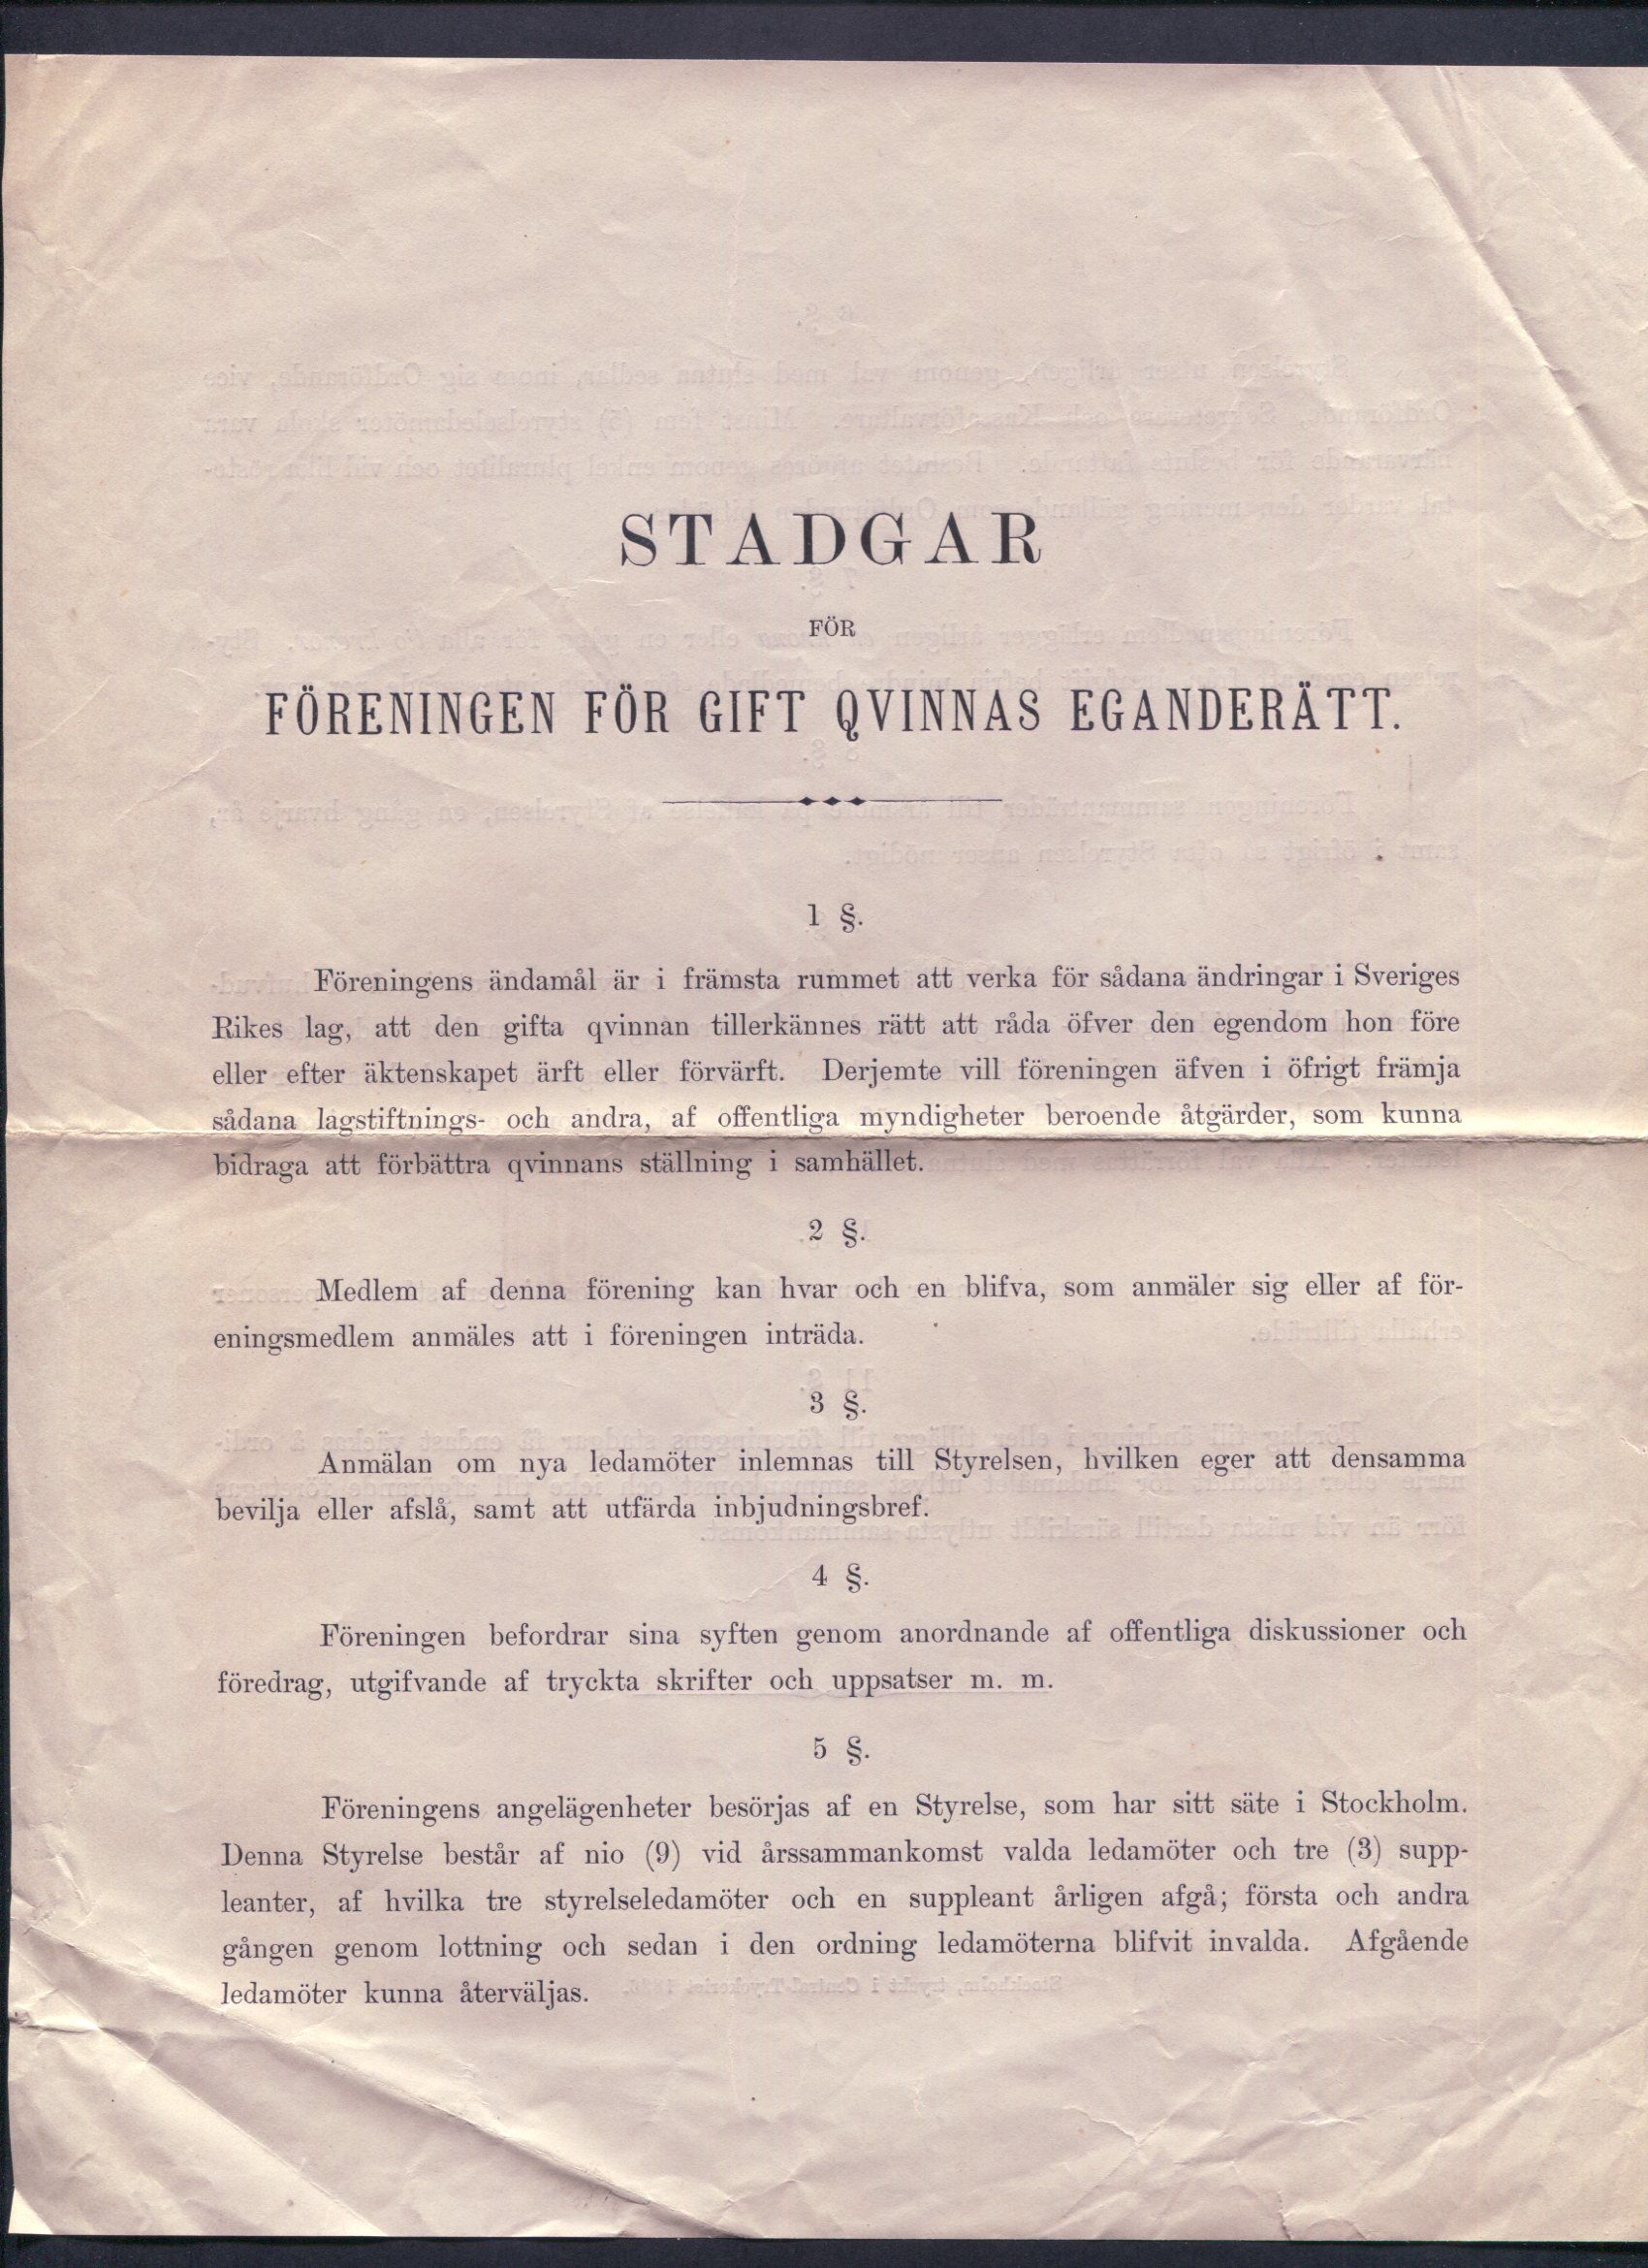 STADGAR
FÖR
FÖRENINGEN FÖR GIFT QVINNAS EGANDERÄTT.
1 §.
Föreningens ändamål är i främsta rummet att verka för sådana ändringar i Sveriges
Rikes lag, att den gifta qvinnan tillerkännes rätt att råda öfver den egendom hon före
eller efter äktenskapet ärft eller förvärft. Derjemte vill föreningen äfven i öfrigt främja
sådana lagstiftnings- och andra, af offentliga myndigheter beroende åtgärder, som kunna
bidraga att förbättra qvinnans ställning i samhället.
2 §.
Medlem af denna förening kan hvar och en blifva, som anmäler sig eller af för-
eningsmedlem anmäles att i föreningen inträda.
3 §.
Anmälan om nya ledamöter inlemnas till Styrelsen, hvilken eger att densamma
bevilja eller afslå, samt att utfärda inbjudningsbref.
4 §.
Föreningen befordrar sina syften genom anordnande af offentliga diskussioner och
föredrag, utgifvande af tryckta skrifter och uppsatser m. m.
5 §.
Föreningens angelägenheter besörjas af en Styrelse, som har sitt säte i Stockholm.
Denna Styrelse består af nio (9) vid årssammankomst valda ledamöter och tre (3) supp-
leanter, af hvilka tre styrelseledamöter och en suppleant årligen afgå; första och andra
gången genom lottning och sedan i den ordning ledamöterna blifvit invalda. Afgående
ledamöter kunna återväljas.